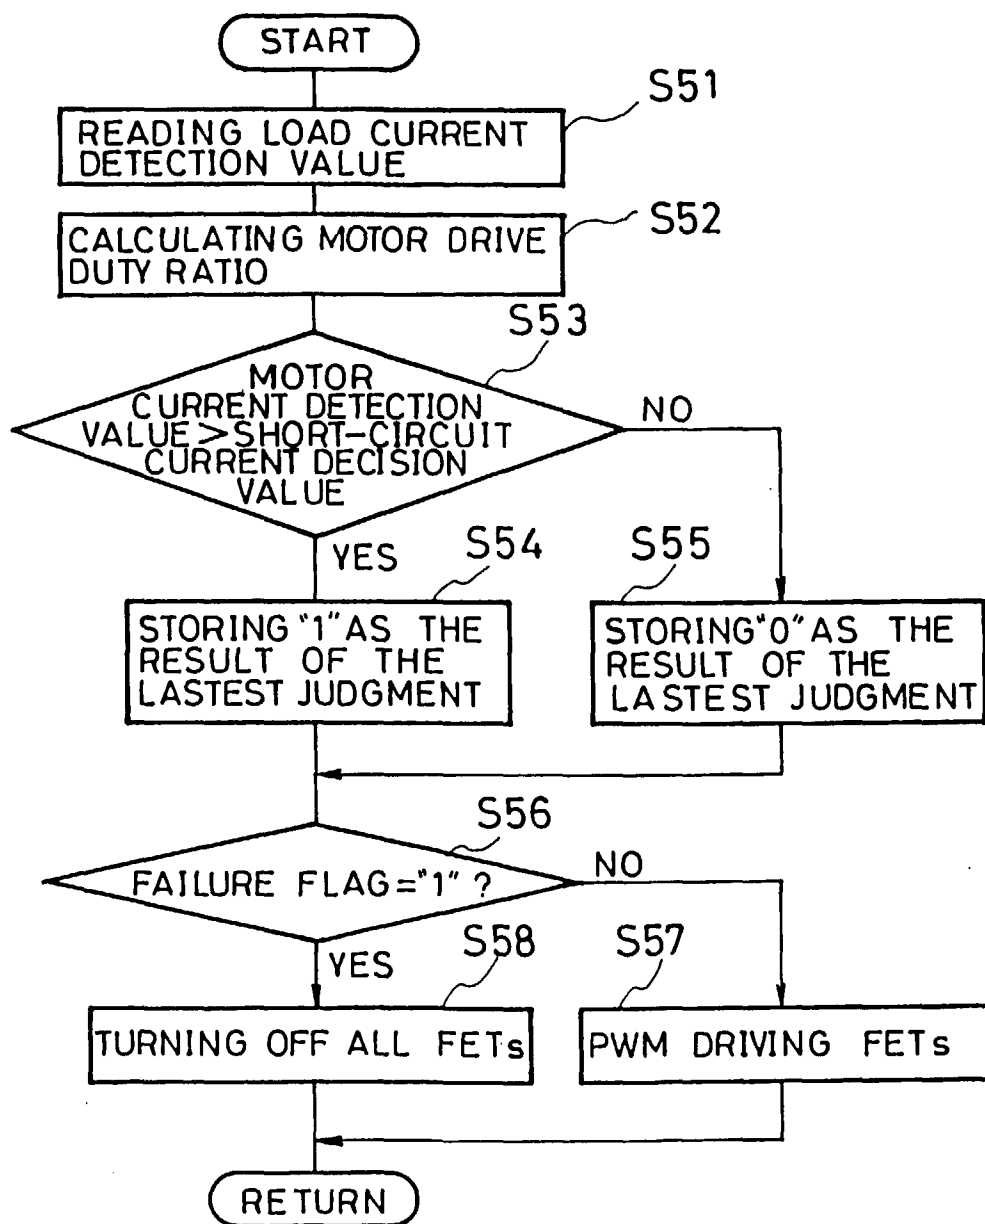 START
S51
READING LOAD CURRENT
DETECTION VALUE
S52
CALCULATING MOTOR DRIVE
DUTY RATIO
S53
MOTOR
CURRENT DETECTION
VALUE>SHORT-CIRCUIT
CURRENT DECISION
VALUE
NO
YES
S54
STORING "1" AS THE
RESULT OF THE
LASTEST JUDGMENT
S55
STORING "0" AS THE
RESULT OF THE
LASTEST JUDGMENT
S56
FAILURE FLAG="1" ?
NO
YES
S58
TURNING OFF ALL FETs
S57
PWM DRIVING FETs
RETURN